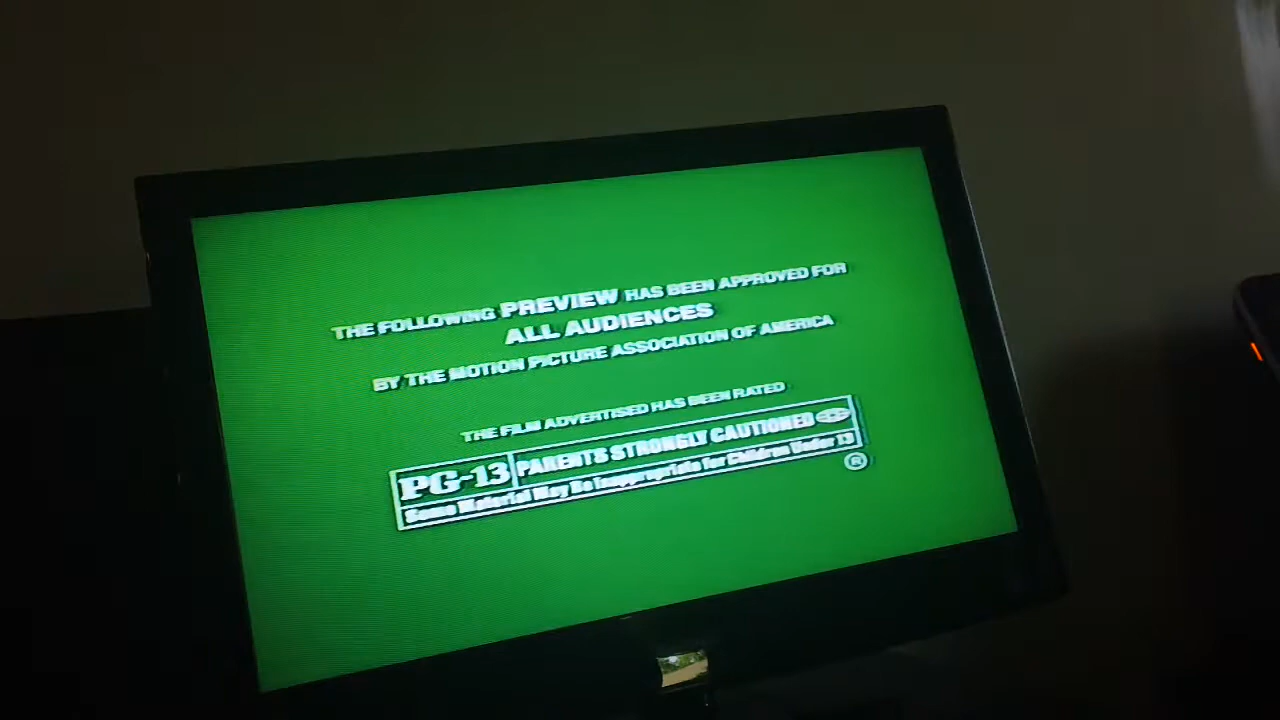 THE FOLLOWING PREVIEW HAS BEEN APPROVED FOR
ALL AUDIENCES
BY THE MOTION PICTURE ASSOCIATION OF AMERICA
THE FILM ADVERTISED HAS BEEN RATED
PG-13 PARENTS STRONGLY CAUTIONED
Some Material May Be Inappropriate for Children Under 13
®